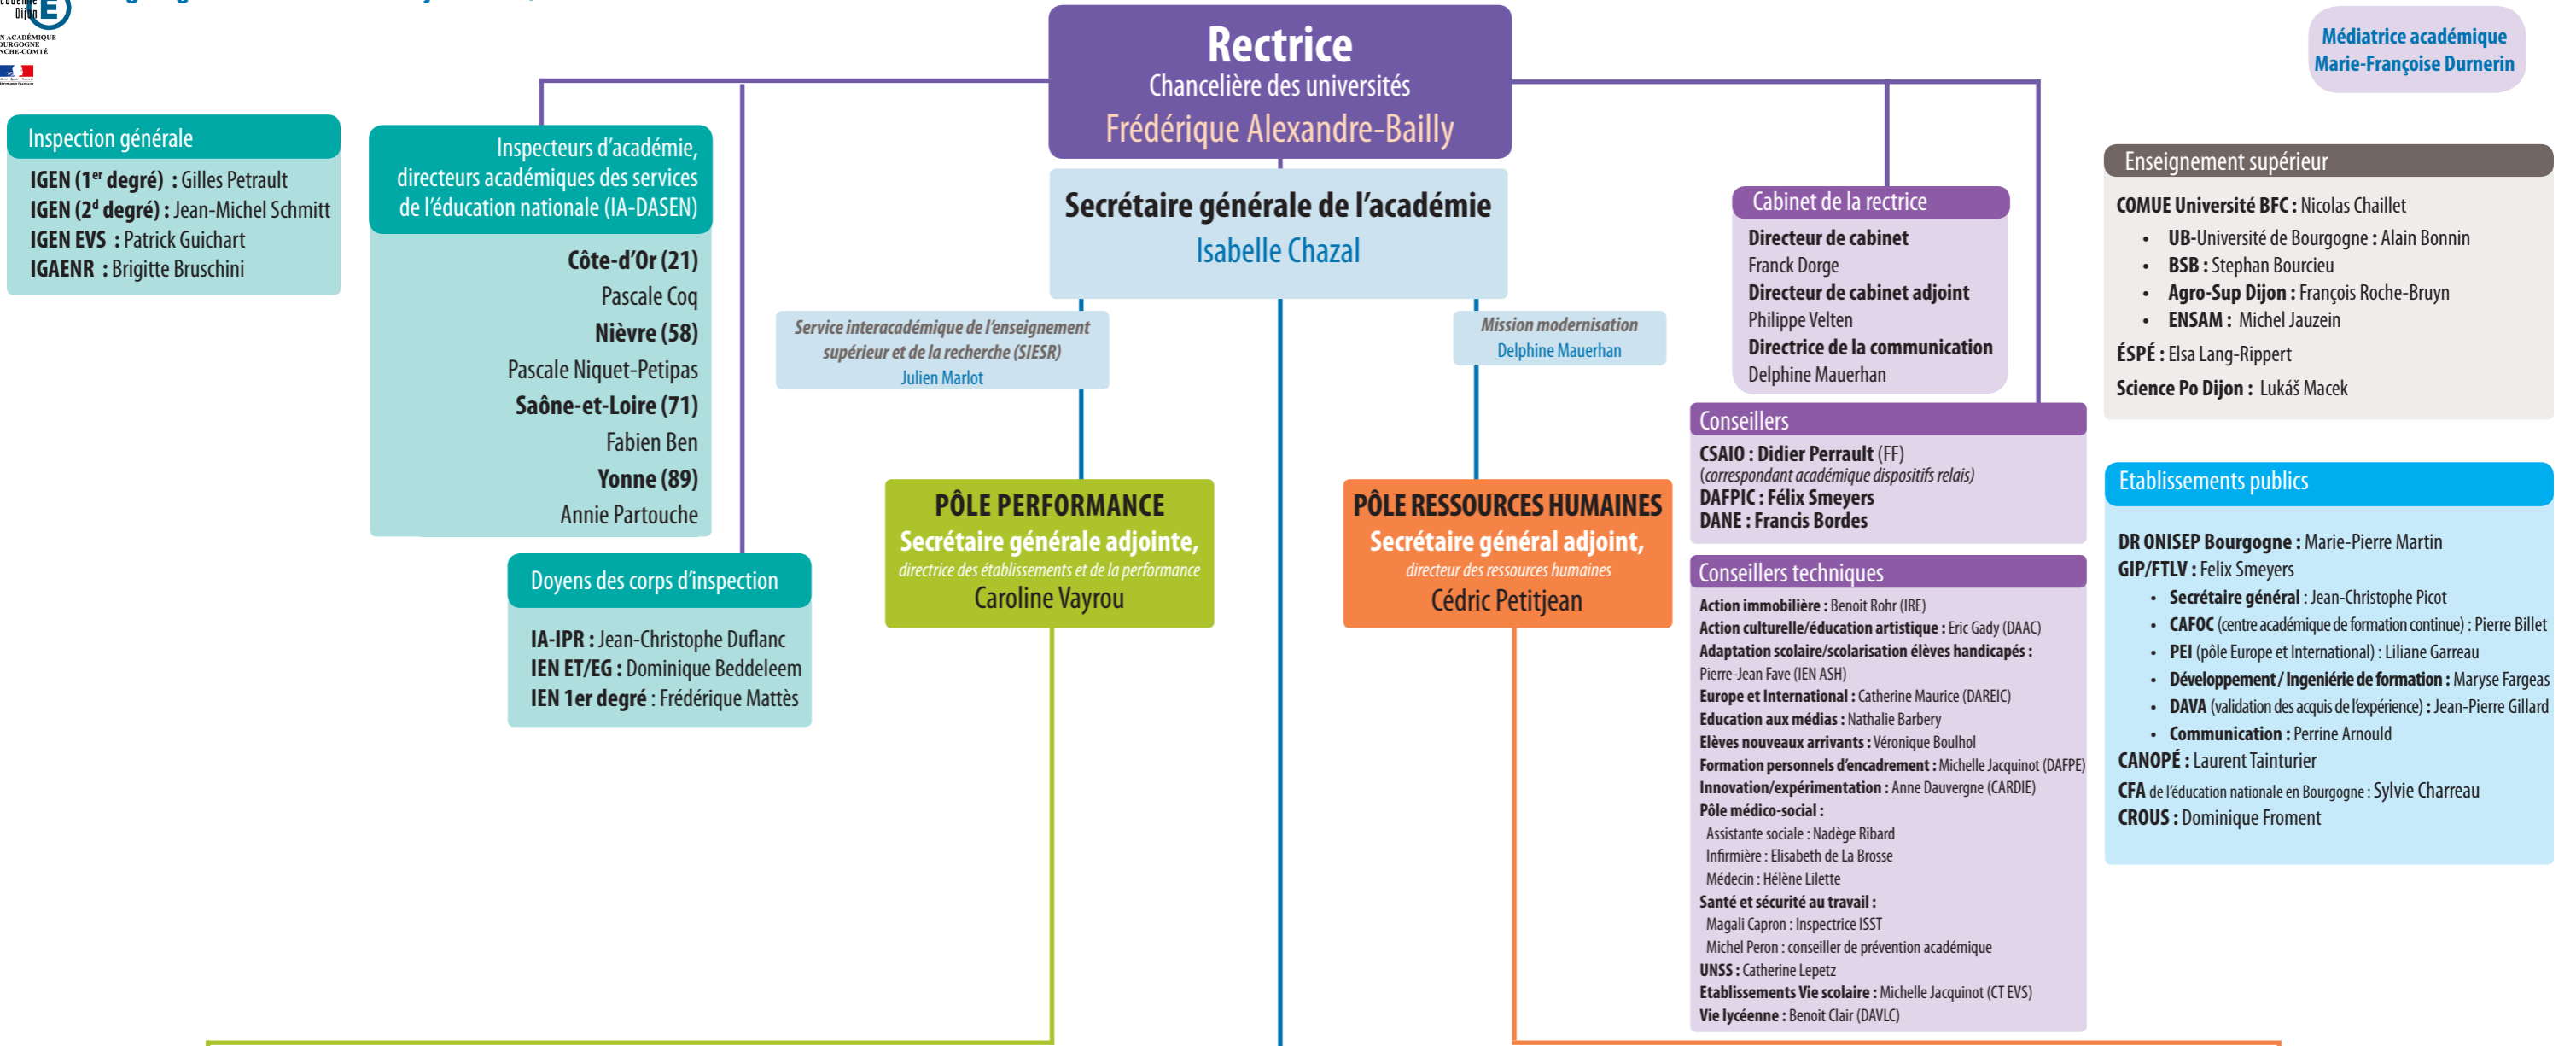 Dijon
BOURGOGNE
Rectrice
Chancelière des universités
Frédérique Alexandre-Bailly
Médiatrice académique
Marie-Françoise Durnerin
Inspection générale
IGEN (1er degré) : Gilles Petrault
IGEN (2d degré) : Jean-Michel Schmitt
IGEN EVS : Patrick Guichart
IGAENR : Brigitte Bruschini
Inspecteurs d'académie,
directeurs académiques des services
de l'éducation nationale (IA-DASEN)
Côte-d'Or (21)
Pascale Coq
Nièvre (58)
Pascale Niquet-Petipas
Saône-et-Loire (71)
Fabien Ben
Yonne (89)
Annie Partouche
Doyens des corps d'inspection
IA-IPR : Jean-Christophe Duflanc
IEN ET/EG : Dominique Beddeleem
IEN 1er degré : Frédérique Mattès
Secrétaire générale de l'académie
Isabelle Chazal
Service interacadémique de l'enseignement
supérieur et de la recherche (SIESR)
Julien Marlot
Mission modernisation
Delphine Mauerhan
PÔLE PERFORMANCE
Secrétaire générale adjointe,
directrice des établissements et de la performance
Caroline Vayrou
PÔLE RESSOURCES HUMAINES
Secrétaire général adjoint,
directeur des ressources humaines
Cédric Petitjean
Cabinet de la rectrice
Directeur de cabinet
Franck Dorge
Directeur de cabinet adjoint
Philippe Velten
Directrice de la communication
Delphine Mauerhan
Conseillers
CSAIO : Didier Perrault (FF)
(correspondant académique dispositifs relais)
DAFPIC : Félix Smeyers
DANE : Francis Bordes
Conseillers techniques
Action immobilière : Benoit Rohr (IRE)
Action culturelle/éducation artistique : Eric Gady (DAAC)
Adaptation scolaire/scolarisation élèves handicapés :
Pierre-Jean Fave (IEN ASH)
Europe et International : Catherine Maurice (DAREIC)
Education aux médias : Nathalie Barbery
Elèves nouveaux arrivants : Véronique Boulhol
Formation personnels d'encadrement : Michelle Jacquinot (DAFPE)
Innovation/expérimentation : Anne Dauvergne (CARDIE)
Pôle médico-social :
Assistante sociale : Nadège Ribard
Infirmière : Elisabeth de La Brosse
Médecin : Hélène Lilette
Santé et sécurité au travail :
Magali Capron : Inspectrice ISST
Michel Peron : conseiller de prévention académique
UNSS : Catherine Lepetz
Etablissements Vie scolaire : Michelle Jacquinot (CT EVS)
Vie lycéenne : Benoit Clair (DAVLC)
Enseignement supérieur
COMUE Université BFC : Nicolas Chaillet
• UB-Université de Bourgogne : Alain Bonnin
• BSB : Stephan Bourcieu
• Agro-Sup Dijon : François Roche-Bruyn
• ENSAM : Michel Jauzein
ÉSPÉ : Elsa Lang-Rippert
Science Po Dijon : Lukáš Macek
Etablissements publics
DR ONISEP Bourgogne : Marie-Pierre Martin
GIP/FTLV : Felix Smeyers
• Secrétaire général : Jean-Christophe Picot
• CAFOC (centre académique de formation continue) : Pierre Billet
• PEI (pôle Europe et International) : Liliane Garreau
• Développement / Ingeniérie de formation : Maryse Fargeas
• DAVA (validation des acquis de l'expérience) : Jean-Pierre Gillard
• Communication : Perrine Arnould
CANOPÉ : Laurent Tainturier
CFA de l'éducation nationale en Bourgogne : Sylvie Charreau
CROUS : Dominique Froment